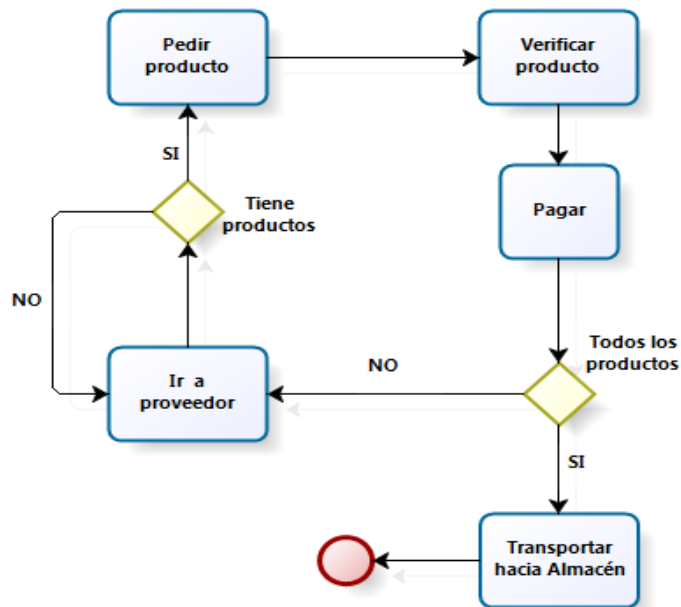 Pedir
producto
Verificar
producto
SI
Tiene
productos
Pagar
NO
Todos los
productos
Ir a
proveedor
NO
SI
Transportar
hacia Almacén